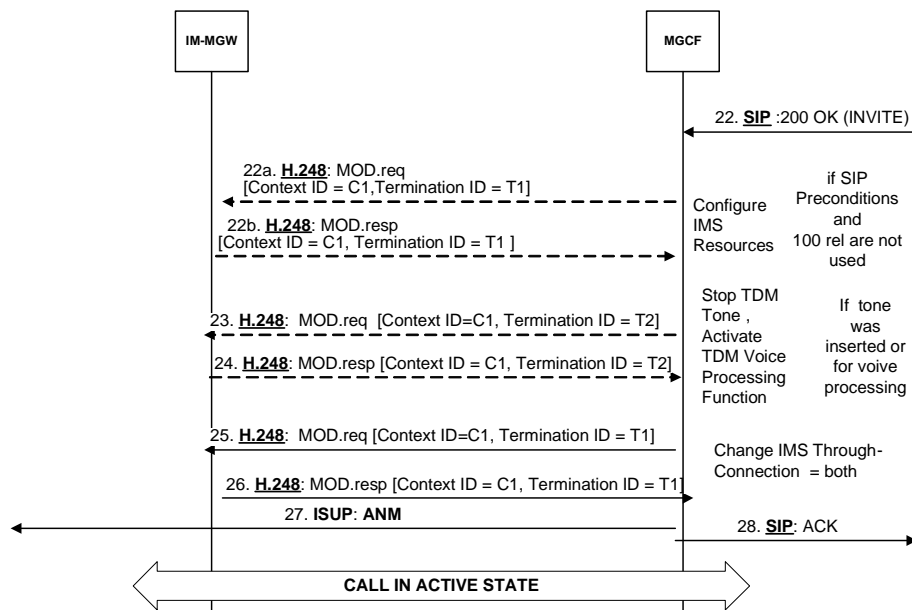 IM-MGW
MGCF
22. SIP :200 OK (INVITE)
22a. H.248: MOD.req
[Context ID = C1,Termination ID = T1]
22b. H.248: MOD.resp
[Context ID = C1, Termination ID = T1 ]
Configure
IMS
Resources
if SIP
Preconditions
and
100 rel are not
used
23. H.248: MOD.req [Context ID=C1, Termination ID = T2]
24. H.248: MOD.resp [Context ID = C1, Termination ID = T2]
Stop TDM
Tone ,
Activate
TDM Voice
Processing
Function
If tone
was
inserted or
for voive
processing
25. H.248: MOD.req [Context ID=C1, Termination ID = T1]
26. H.248: MOD.resp [Context ID = C1, Termination ID = T1]
Change IMS Through-
Connection = both
27. ISUP: ANM
28. SIP: ACK
CALL IN ACTIVE STATE